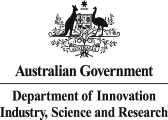 Australian Government
Department of Innovation
Industry, Science and Research